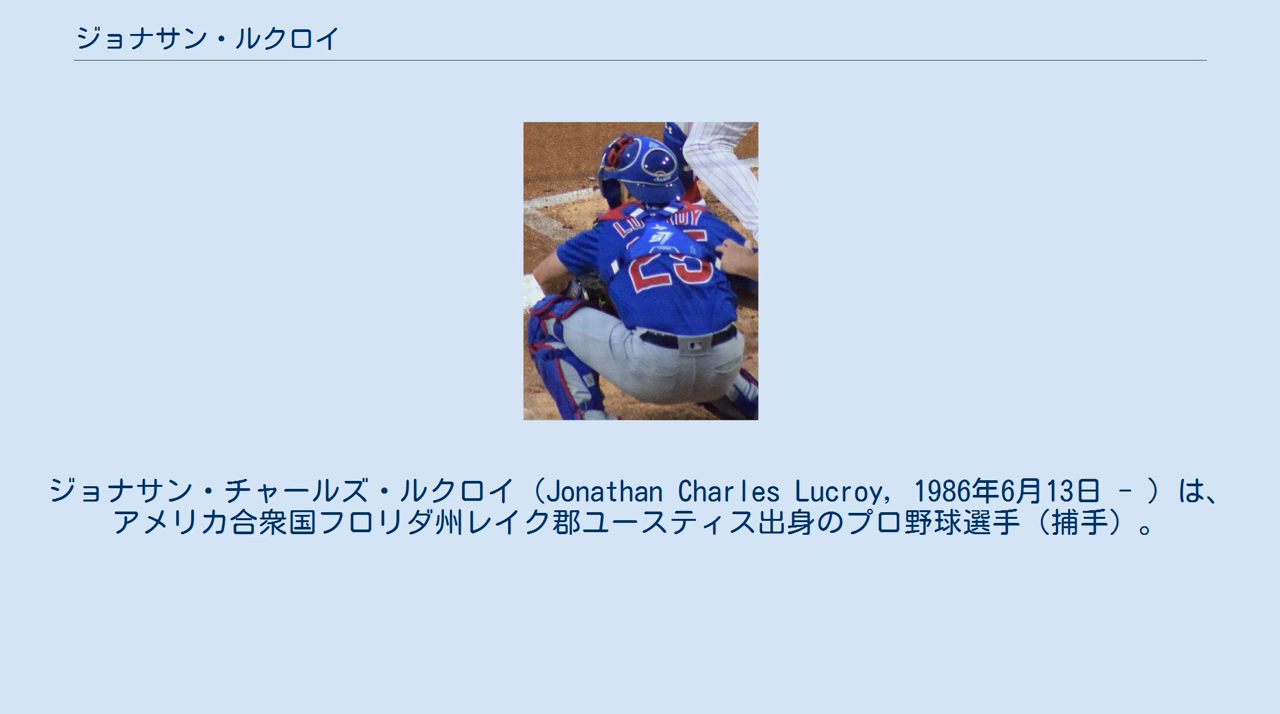 ジョナサン・ルクロイ
25
ジョナサン・チャールズ・ルクロイ（Jonathan Charles Lucroy, 1986年6月13日 - ）は、
アメリカ合衆国フロリダ州レイク郡ユースティス出身のプロ野球選手（捕手）。